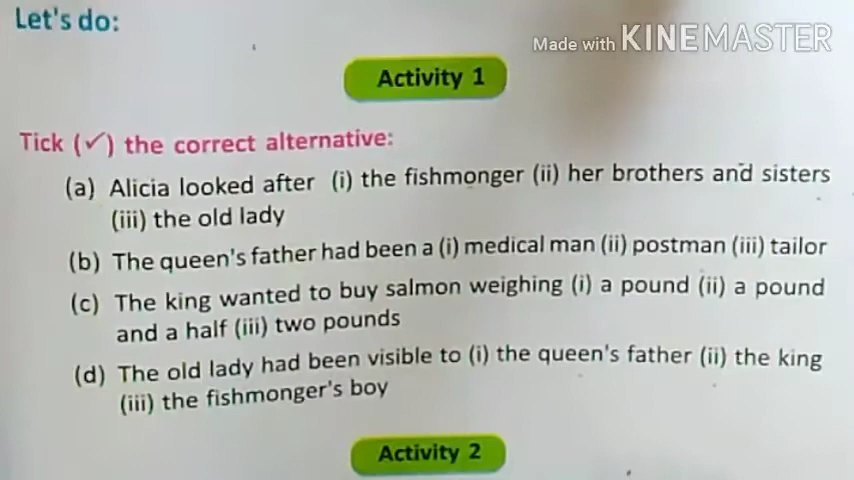 Let's do:
Made with KINEMASTER
Activity 1
Tick (✓) the correct alternative:
(a) Alicia looked after (i) the fishmonger (ii) her brothers and sisters
(iii) the old lady
(b) The queen's father had been a (i) medical man (ii) postman (iii) tailor
(c) The king wanted to buy salmon weighing (i) a pound (ii) a pound
and a half (iii) two pounds
(d) The old lady had been visible to (i) the queen's father (ii) the king
(iii) the fishmonger's boy
Activity 2